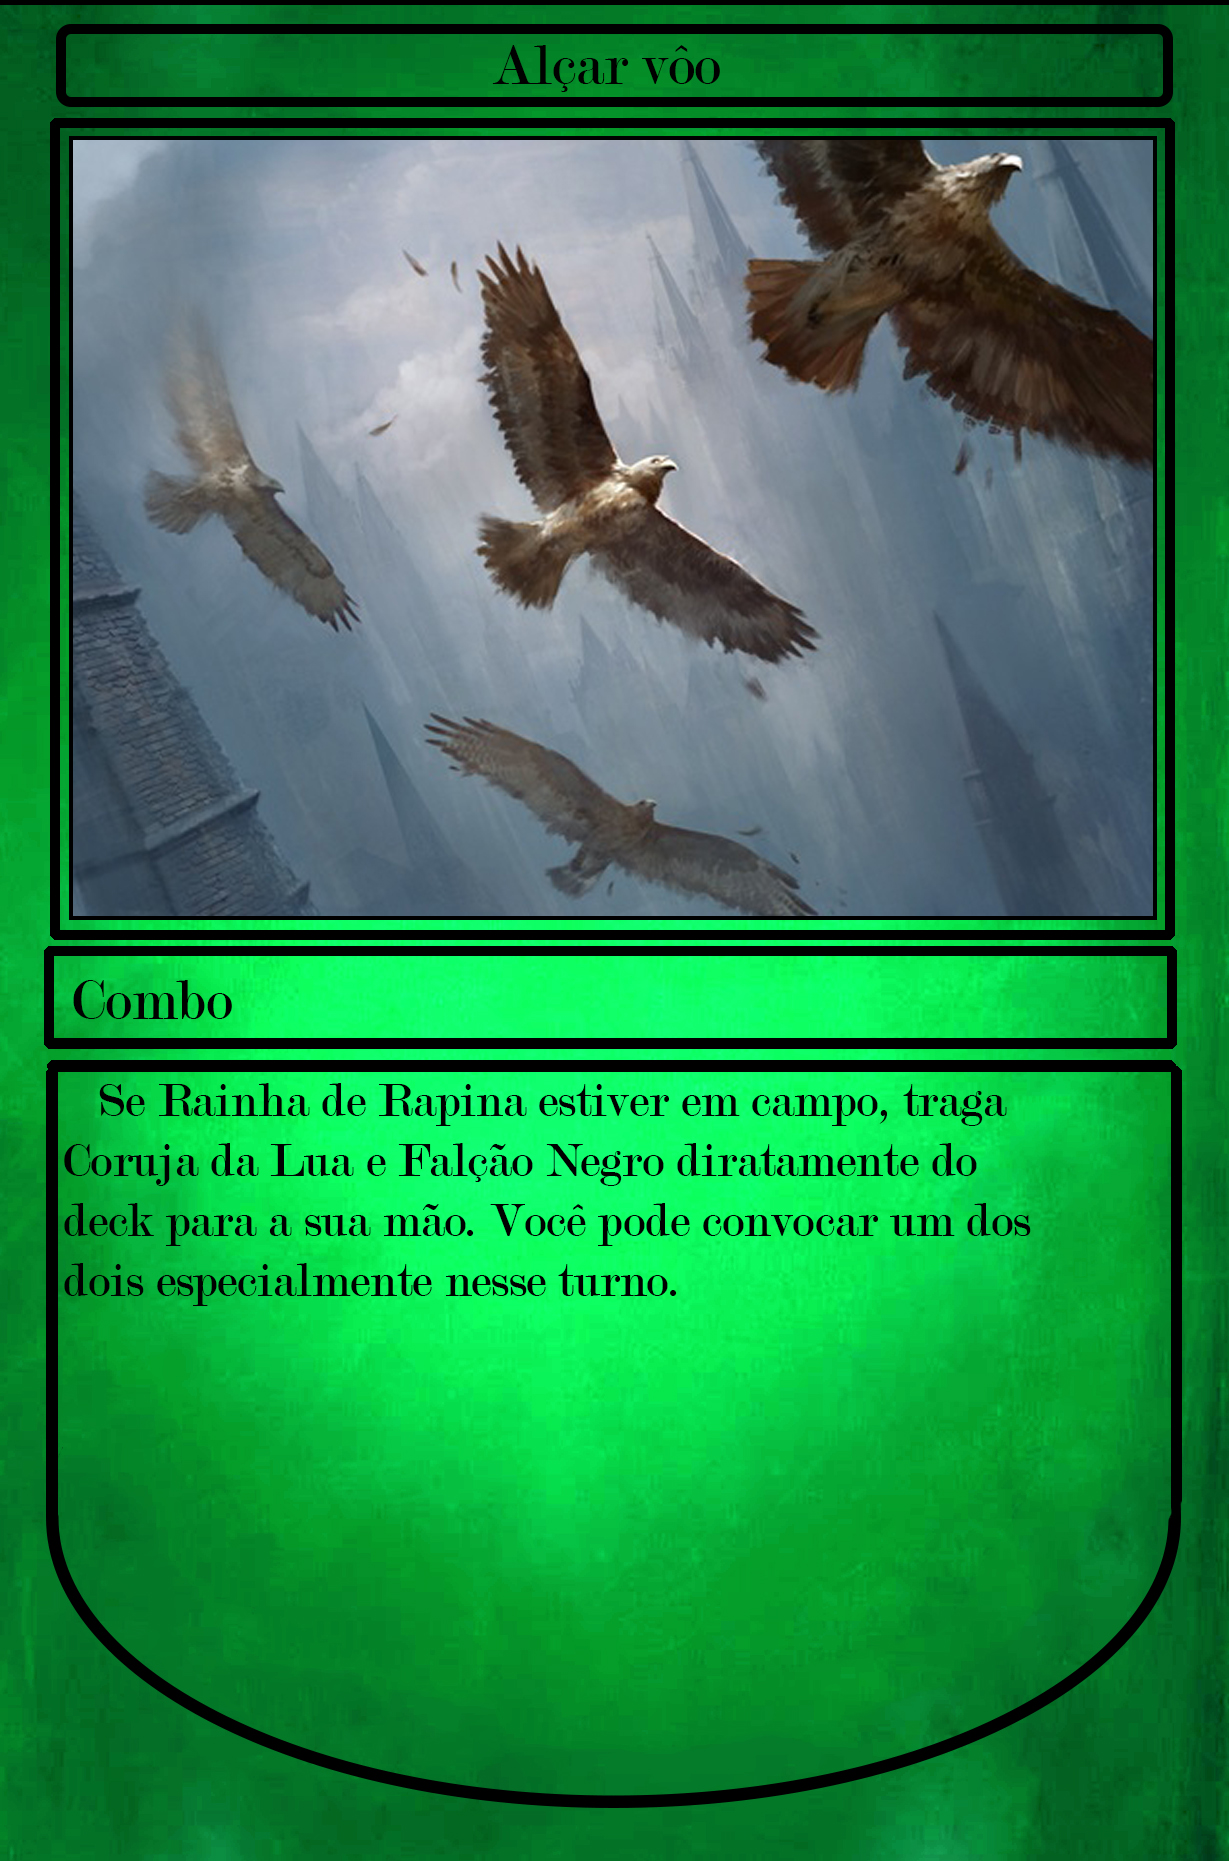 Alçar vôo
Combo
Se Rainha de Rapina estiver em campo, traga
Coruja da Lua e Falção Negro diratamente do
deck para a sua mão. Você pode convocar um dos
dois especialmente nesse turno.